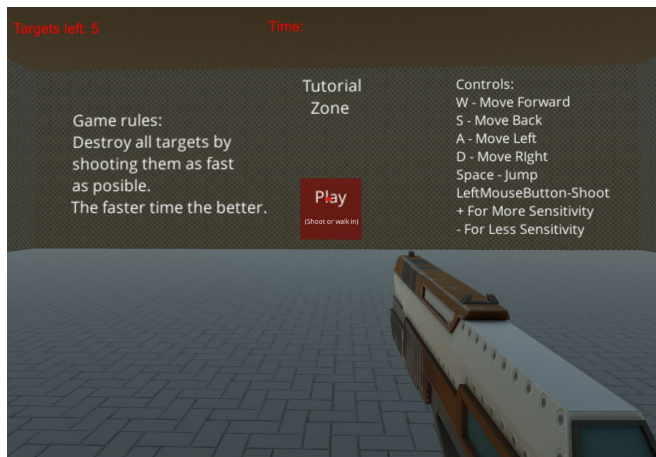 Targets left: 5
Time:
Tutorial
Zone
Game rules:
Destroy all targets by
shooting them as fast
as posible.
The faster time the better.
Play
(Shoot or walk in)
Controls:
W - Move Forward
S - Move Back
A - Move Left
D - Move RIght
Space - Jump
LeftMouseButton-Shoot
+ For More Sensitivity
- For Less Sensitivity